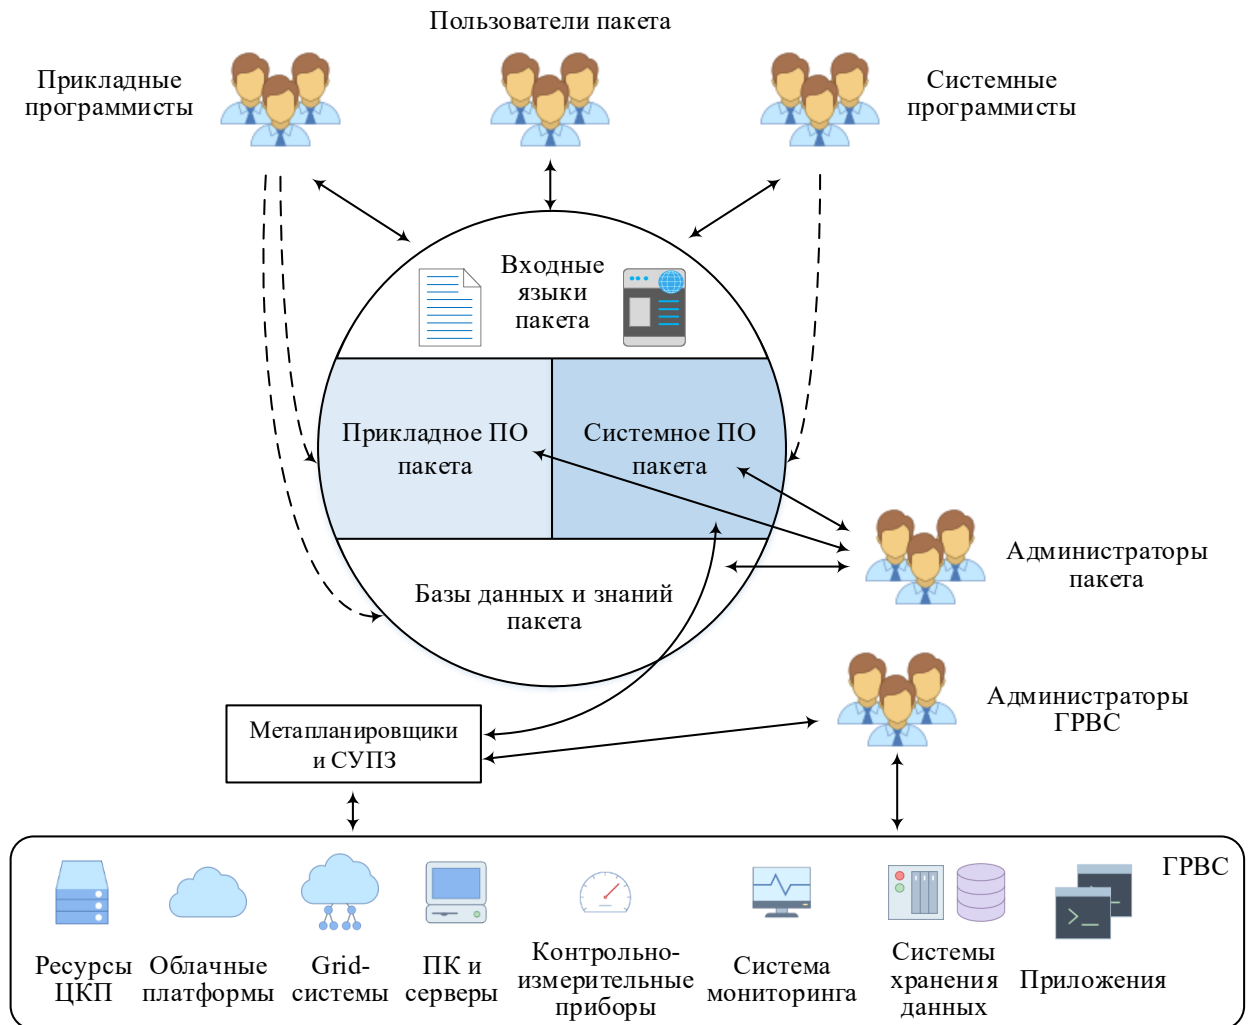 Пользователи пакета
Прикладные
программисты
Системные
программисты
Входные
языки
пакета
Прикладное ПО
пакета
Системное ПО
пакета
Администраторы
пакета
Базы данных и знаний
пакета
Администраторы
ГРВС
Метапланировщики
и СУПЗ
ГРВС
Ресурсы
ЦКП
Облачные
платформы
Grid-
системы
ПК и
серверы
Контрольно-
измерительные
приборы
Система
мониторинга
Системы
хранения
данных
Приложения